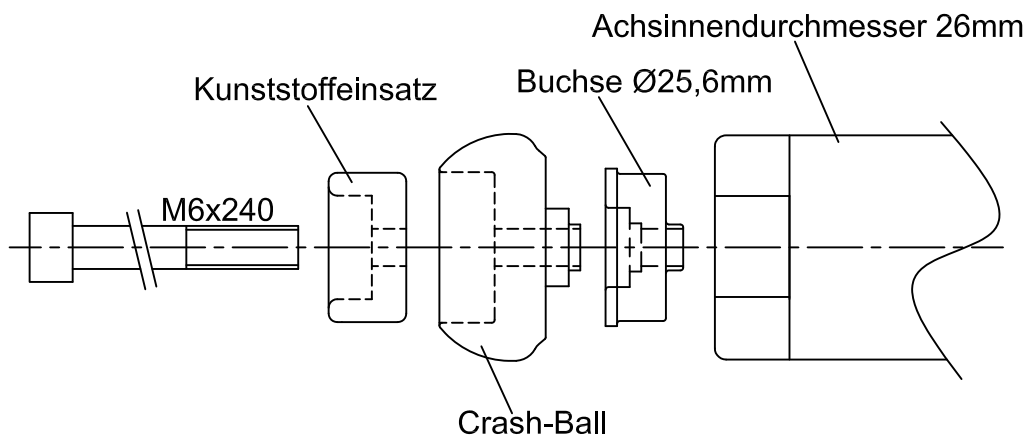 Achsinnendurchmesser 26mm
Buchse Ø25,6mm
Kunststoffeinsatz
M6x240
Crash-Ball